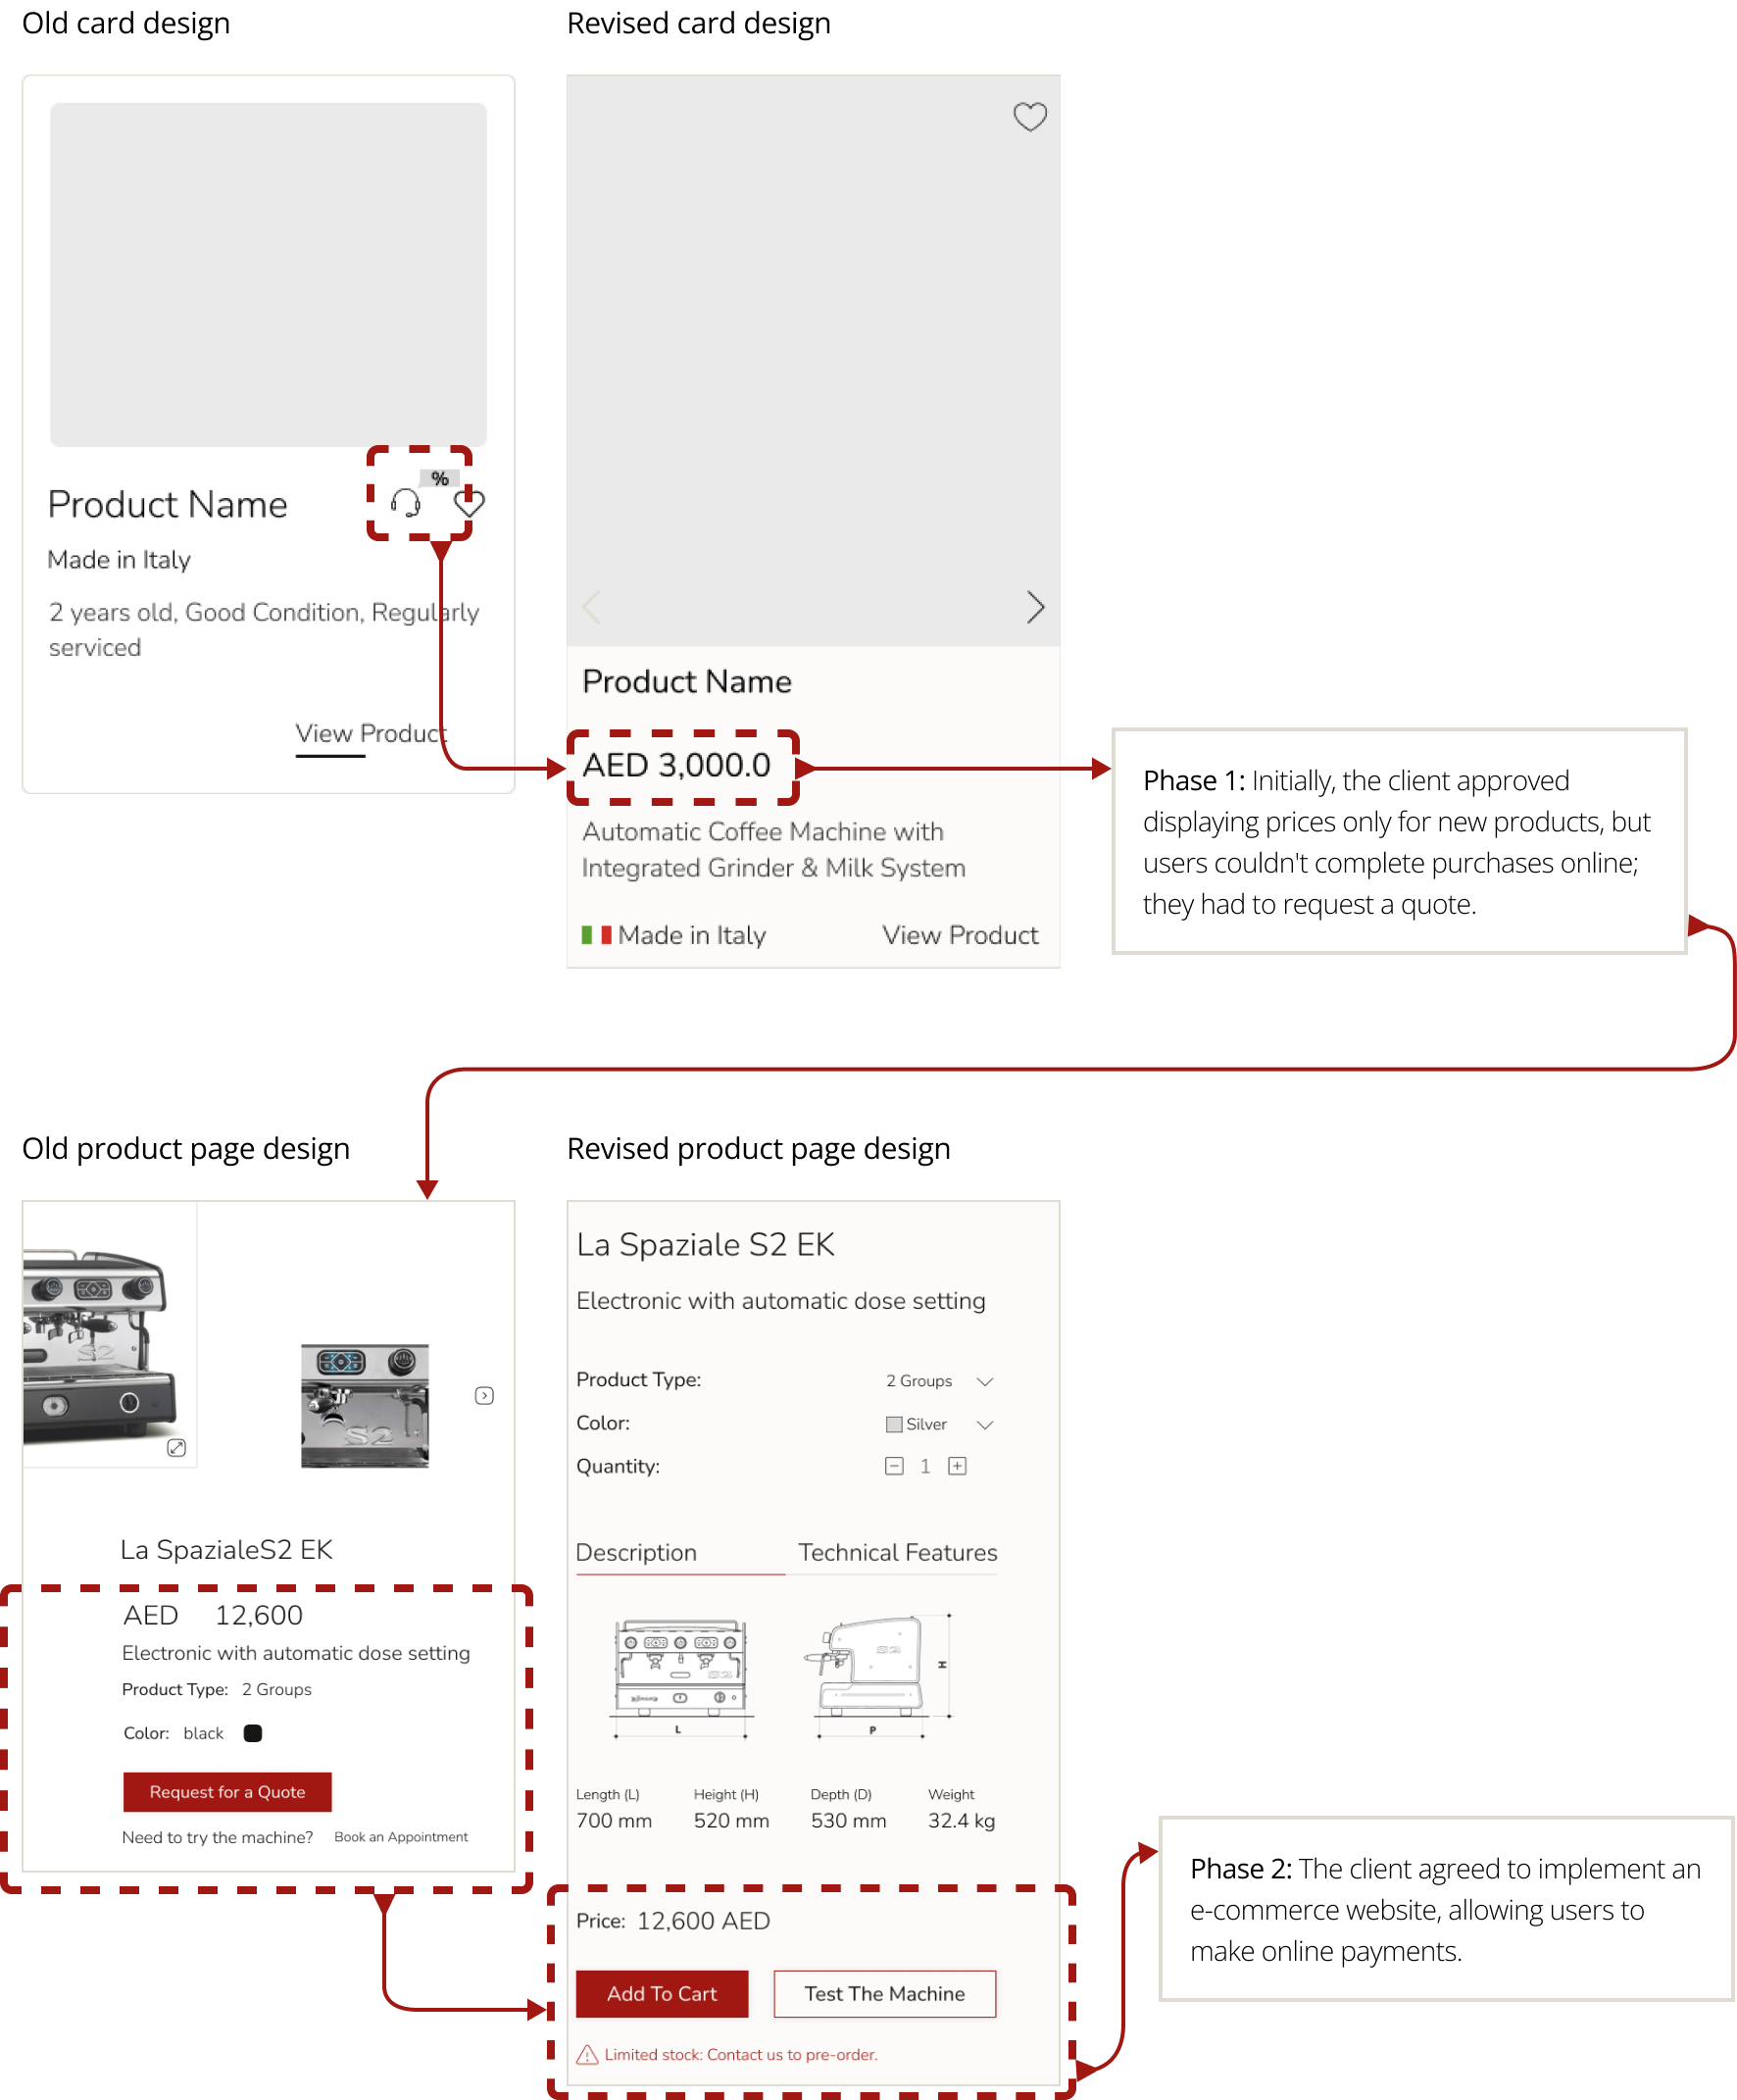 Old card design
Revised card design
%
Product Name
Made in Italy
2 years old, Good Condition, Regularly
serviced
View Product
Product Name
AED 3,000.0
Automatic Coffee Machine with
Integrated Grinder & Milk System
Made in Italy
View Product
Phase 1: Initially, the client approved
displaying prices only for new products, but
users couldn't complete purchases online;
they had to request a quote.
Old product page design
Revised product page design
S2
S2
La SpazialeS2 EK
AED 12,600
Electronic with automatic dose setting
Product Type: 2 Groups
Color: black
Request for a Quote
Need to try the machine? Book an Appointment
La Spaziale S2 EK
Electronic with automatic dose setting
Product Type: 2 Groups
Color: Silver
Quantity: 1
Description
Technical Features
S2
S2
H
L
P
Length (L) Height (H) Depth (D) Weight
700 mm 520 mm 530 mm 32.4 kg
Price: 12,600 AED
Add To Cart
Test The Machine
Limited stock: Contact us to pre-order.
Phase 2: The client agreed to implement an
e-commerce website, allowing users to
make online payments.